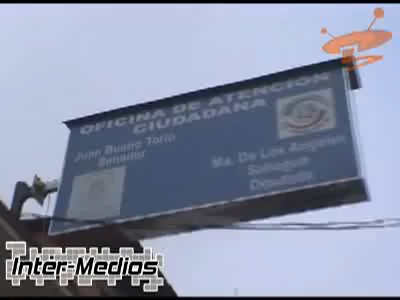 OFICINA DE ATENCION
CIUDADANA
Juan Bueno Torio
Senador
Ma. De Los Angeles
Diputada
Inter-Medios